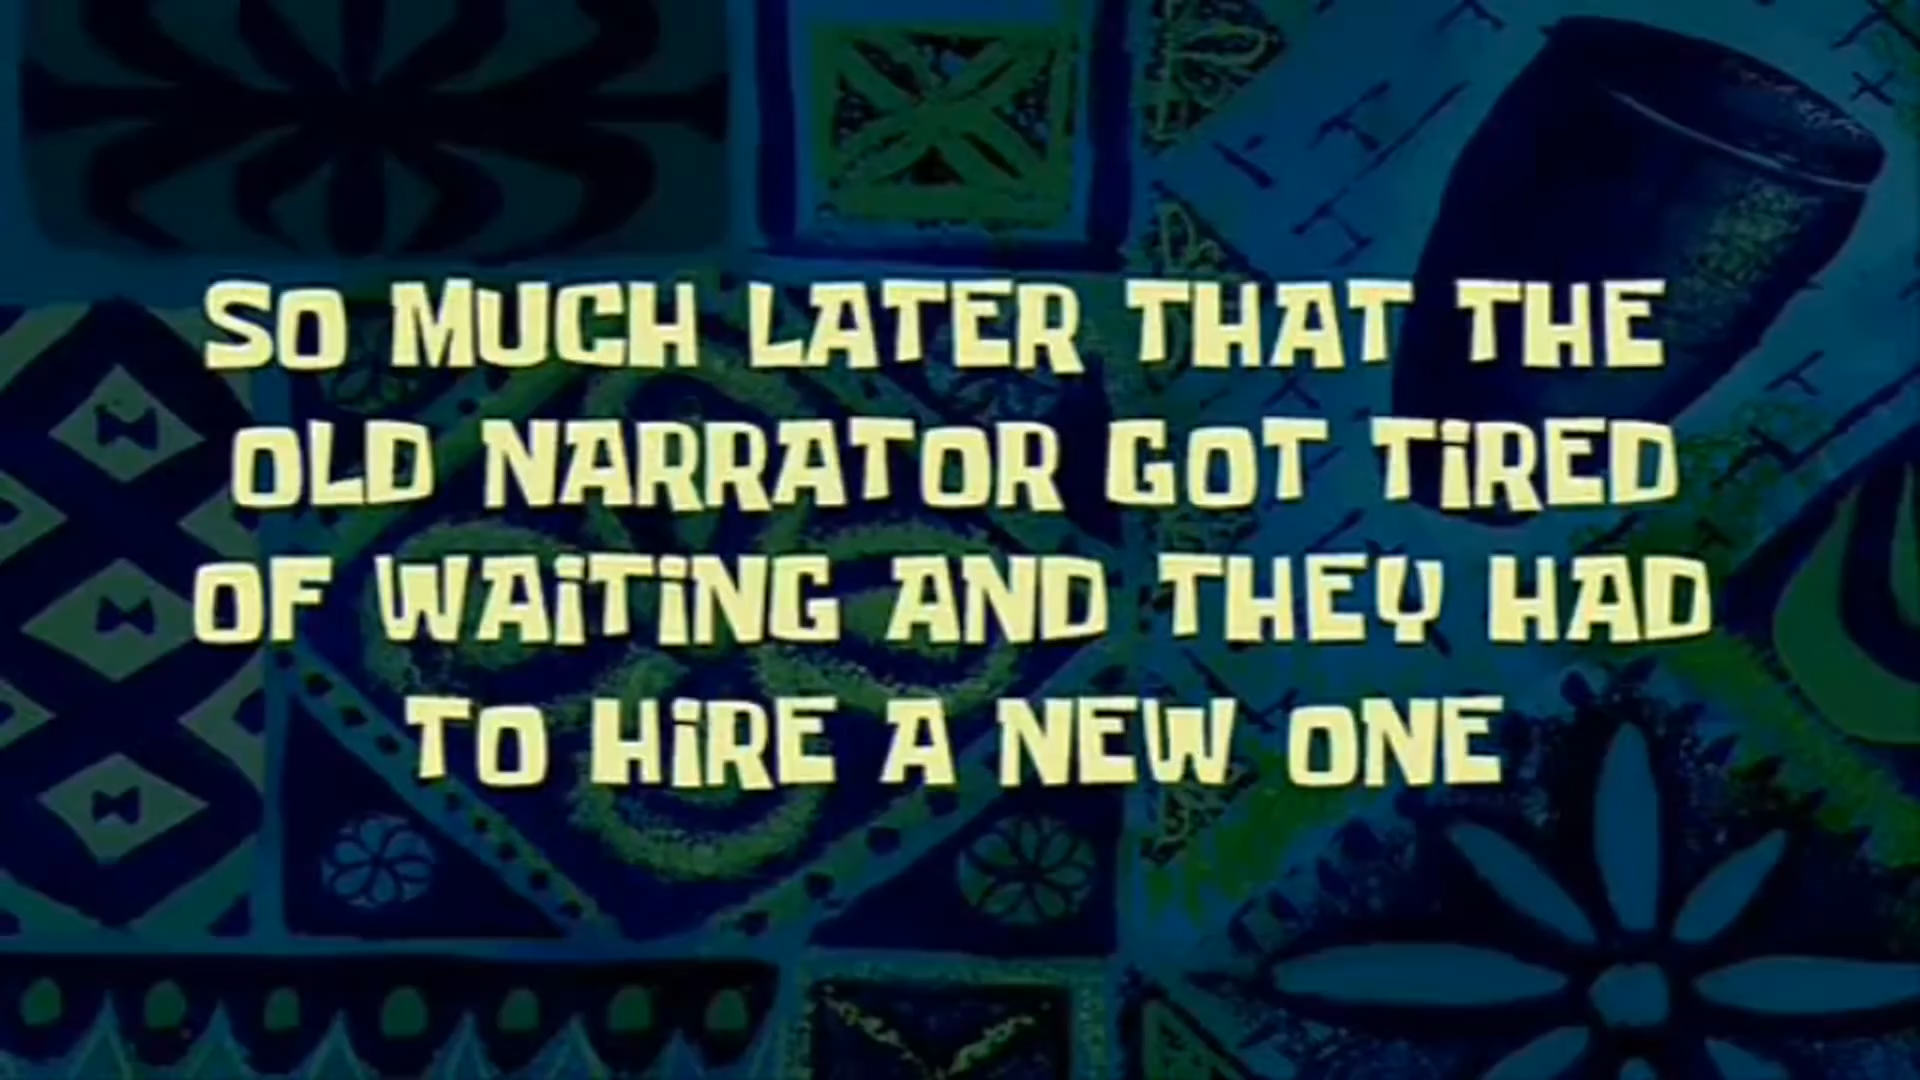 SO MUCH LATER THAT THE
OLD NARRATOR GOT TiRED
OF WAiTiNG AND THEY HAD
TO HiRE A NEW ONE